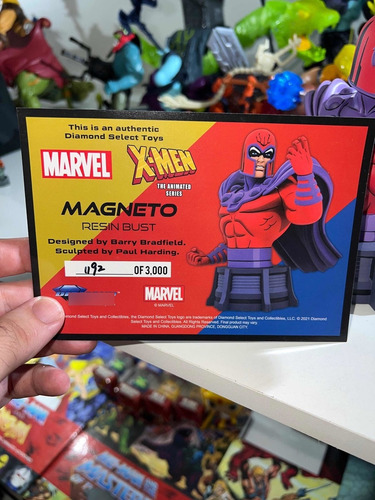 This is an authentic
Diamond Select Toys
MARVEL
X-MEN
THE ANIMATED
SERIES
MAGNETO
RESIN BUST
Designed by Barry Bradfield.
Sculpted by Paul Harding.
1192 OF 3,000
MARVEL
© MARVEL
Diamond Select Toys and Collectibles, the Diamond Select Toys logo are trademarks of Diamond Select Toys and Collectibles, LLC. © 2021 Diamond
Select Toys and Collectibles. All Rights Reserved. Final product may vary.
MADE IN CHINA, GUANGDONG PROVINCE, DONGGUAN CITY.